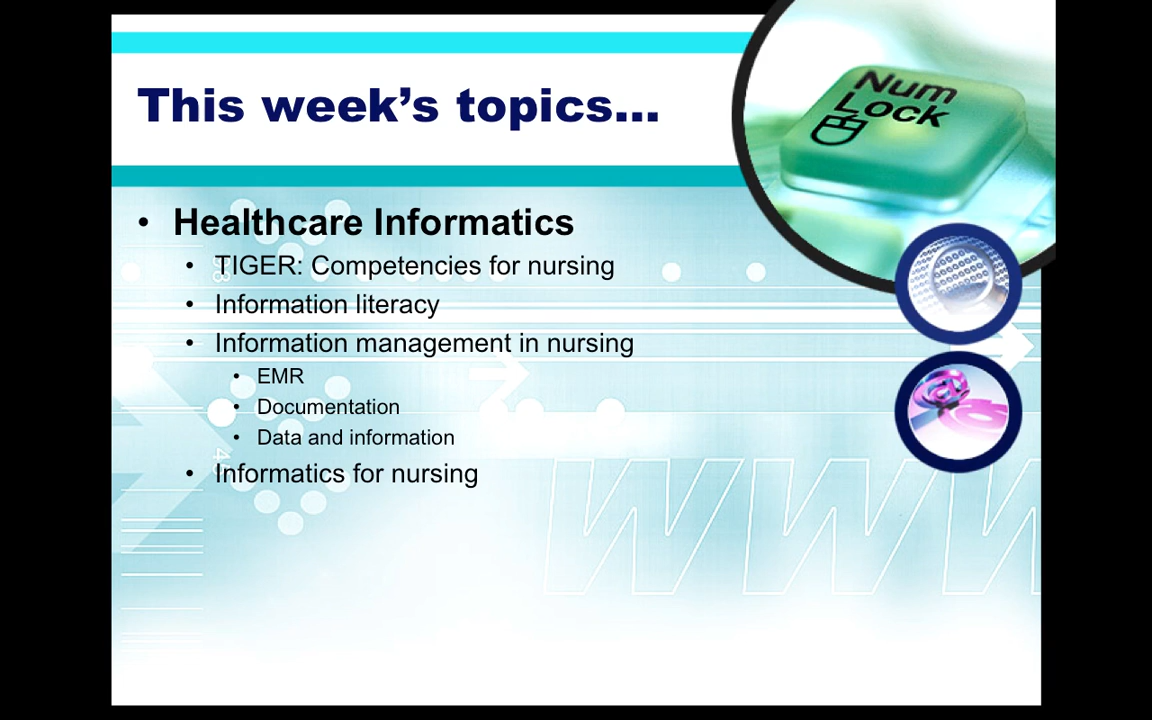 This week's topics...
Num
Lock
• Healthcare Informatics
• TIGER: Competencies for nursing
• Information literacy
• Information management in nursing
• EMR
• Documentation
• Data and information
• Informatics for nursing
WWW